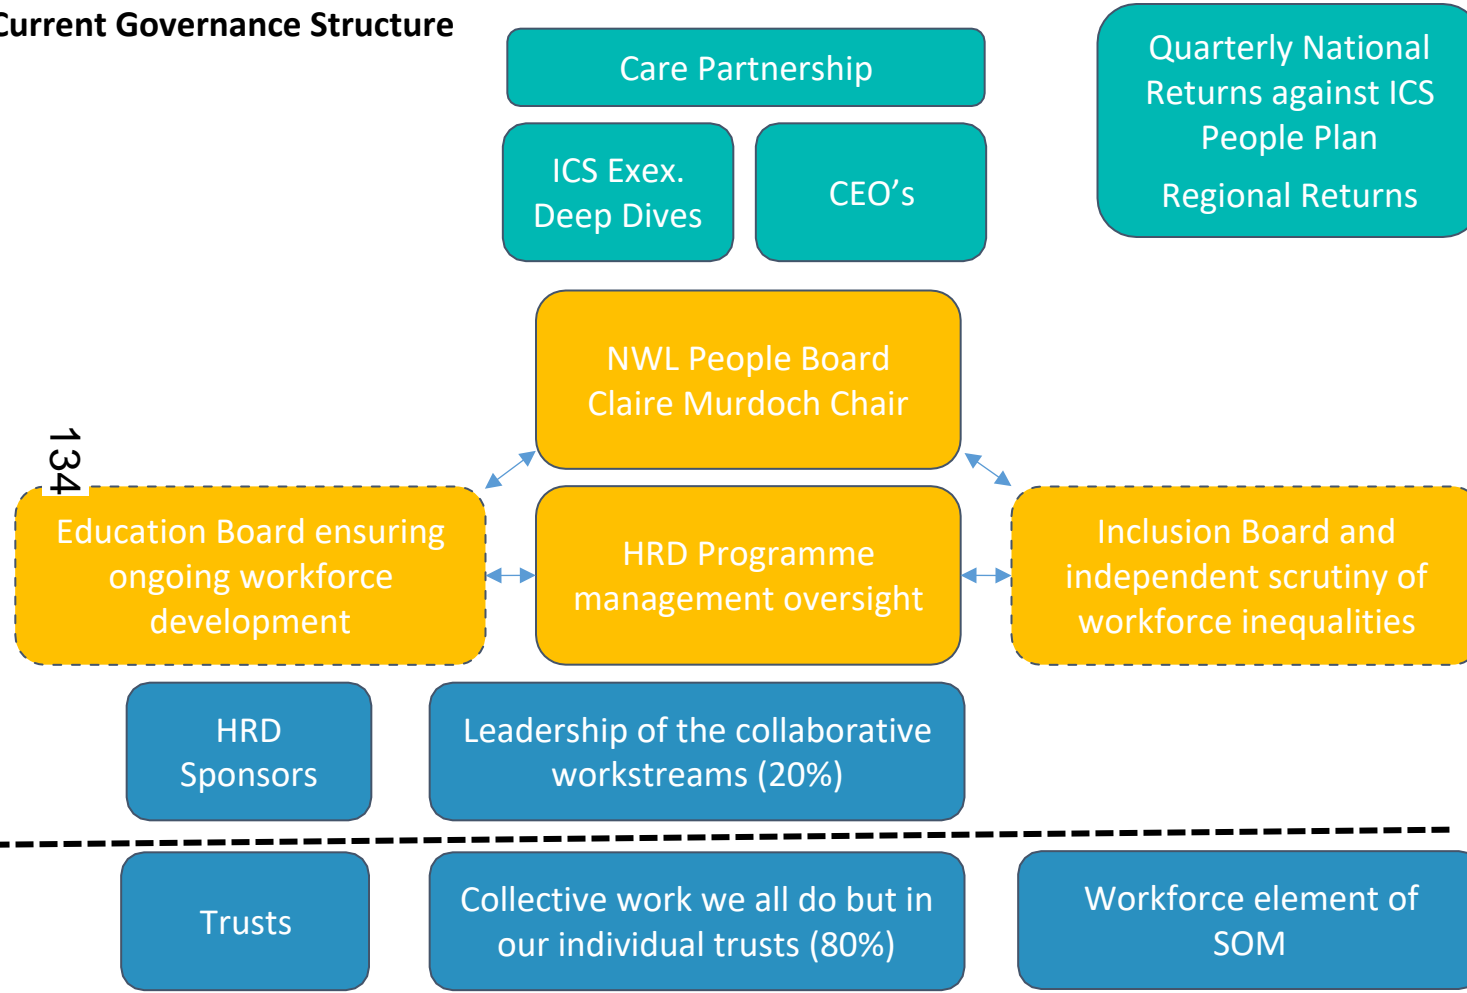 Current Governance Structure
Care Partnership
ICS Exex.
Deep Dives
CEO’s
Quarterly National
Returns against ICS
People Plan
Regional Returns
NWL People Board
Claire Murdoch Chair
134
Education Board ensuring
ongoing workforce
development
HRD Programme
management oversight
Inclusion Board and
independent scrutiny of
workforce inequalities
HRD
Sponsors
Leadership of the collaborative
workstreams (20%)
Trusts
Collective work we all do but in
our individual trusts (80%)
Workforce element of
SOM